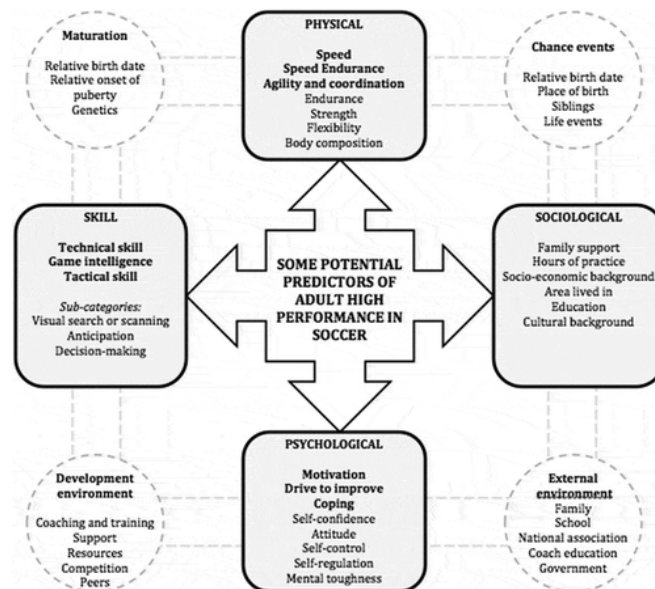 Maturation
Relative birth date
Relative onset of
puberty
Genetics
PHYSICAL
Speed
Speed Endurance
Agility and coordination
Endurance
Strength
Flexibility
Body composition
Chance events
Relative birth date
Place of birth
Siblings
Life events
SKILL
Technical skill
Game intelligence
Tactical skill
Sub-categories:
Visual search or scanning
Anticipation
Decision-making
SOME POTENTIAL
PREDICTORS OF
ADULT HIGH
PERFORMANCE IN
SOCCER
SOCIOLOGICAL
Family support
Hours of practice
Socio-economic background
Area lived in
Education
Cultural background
Development
environment
Coaching and training
Support
Resources
Competition
Peers
PSYCHOLOGICAL
Motivation
Drive to improve
Coping
Self-confidence
Attitude
Self-control
Self-regulation
Mental toughness
External
environment
Family
School
National association
Coach education
Government